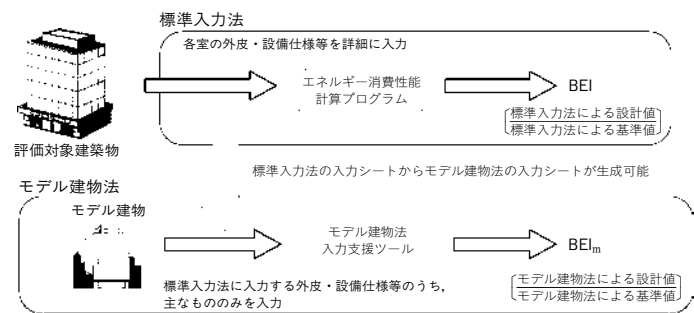 標準入力法
各室の外皮・設備仕様等を詳細に入力
エネルギー消費性能
計算プログラム
BEI
標準入力法による設計値
標準入力法による基準値
評価対象建築物
標準入力法の入力シートからモデル建物法の入力シートが生成可能
モデル建物法
モデル建物
モデル建物法
入力支援ツール
BEIm
標準入力法に入力する外皮・設備仕様等のうち,
主なもののみを入力
モデル建物法による設計値
モデル建物法による基準値